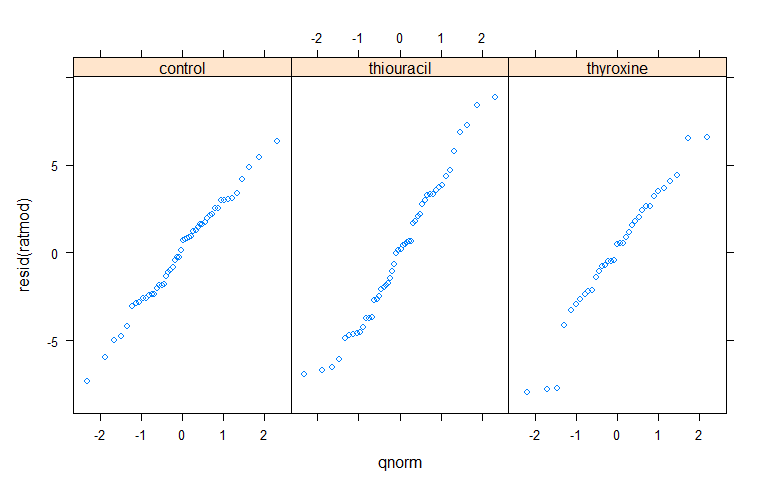 -2 -1 0 1 2
control thiouracil thyroxine
5
0
-5
resid(ratmod)
-2 -1 0 1 2 -2 -1 0 1 2
qnorm